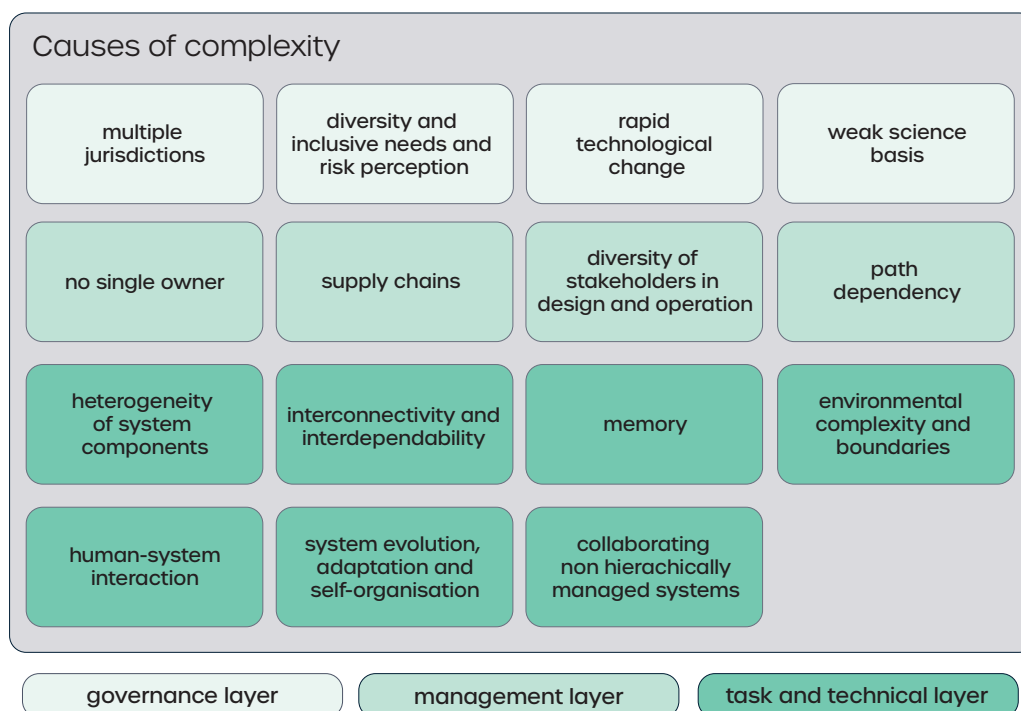 Causes of complexity
multiple
jurisdictions
diversity and
inclusive needs and
risk perception
rapid
technological
change
weak science
basis
no single owner
supply chains
diversity of
stakeholders in
design and operation
path
dependency
heterogeneity
of system
components
interconnectivity and
interdependability
memory
environmental
complexity and
boundaries
human-system
interaction
system evolution,
adaptation and
self-organisation
collaborating
non hierachically
managed systems
governance layer
management layer
task and technical layer